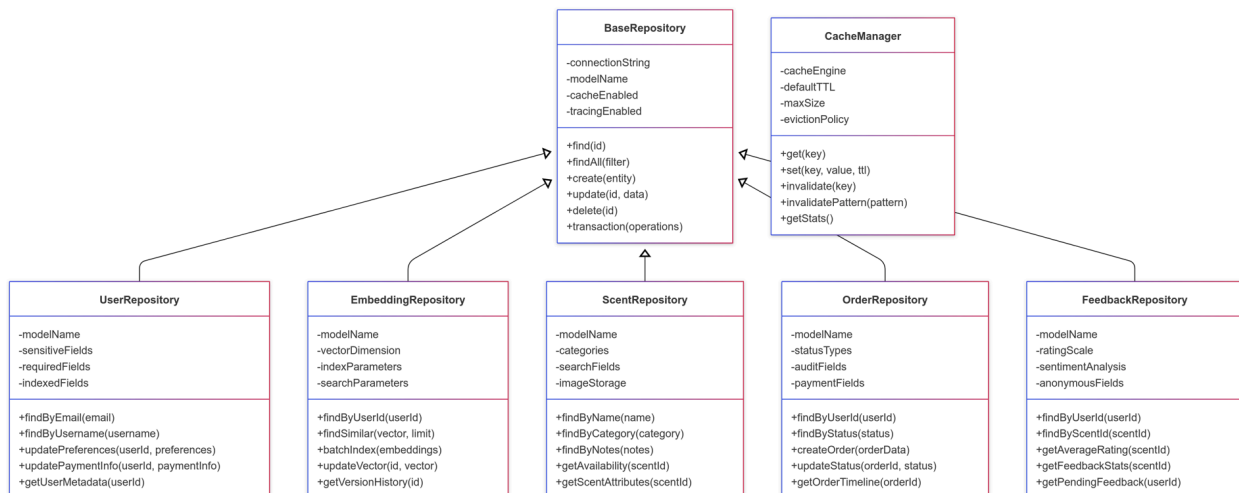 BaseRepository
-connectionString
-modelName
-cacheEnabled
-tracingEnabled
+find(id)
+findAll(filter)
+create(entity)
+update(id, data)
+delete(id)
+transaction(operations)
CacheManager
-cacheEngine
-defaultTTL
-maxSize
-evictionPolicy
+get(key)
+set(key, value, ttl)
+invalidate(key)
+invalidatePattern(pattern)
+getStats()
UserRepository
-modelName
-sensitiveFields
-requiredFields
-indexedFields
+findByEmail(email)
+findByUsername(username)
+updatePreferences(userId, preferences)
+updatePaymentInfo(userId, paymentInfo)
+getUserMetadata(userId)
EmbeddingRepository
-modelName
-vectorDimension
-indexParameters
-searchParameters
+findByUserId(userId)
+findSimilar(vector, limit)
+batchIndex(embeddings)
+updateVector(id, vector)
+getVersionHistory(id)
ScentRepository
-modelName
-categories
-searchFields
-imageStorage
+findByName(name)
+findByCategory(category)
+findByNotes(notes)
+getAvailability(scentId)
+getScentAttributes(scentId)
OrderRepository
-modelName
-statusTypes
-auditFields
-paymentFields
+findByUserId(userId)
+findByStatus(status)
+createOrder(orderData)
+updateStatus(orderId, status)
+getOrderTimeline(orderId)
FeedbackRepository
-modelName
-ratingScale
-sentimentAnalysis
-anonymousFields
+findByUserId(userId)
+findByScentId(scentId)
+getAverageRating(scentId)
+getFeedbackStats(scentId)
+getPendingFeedback(userId)